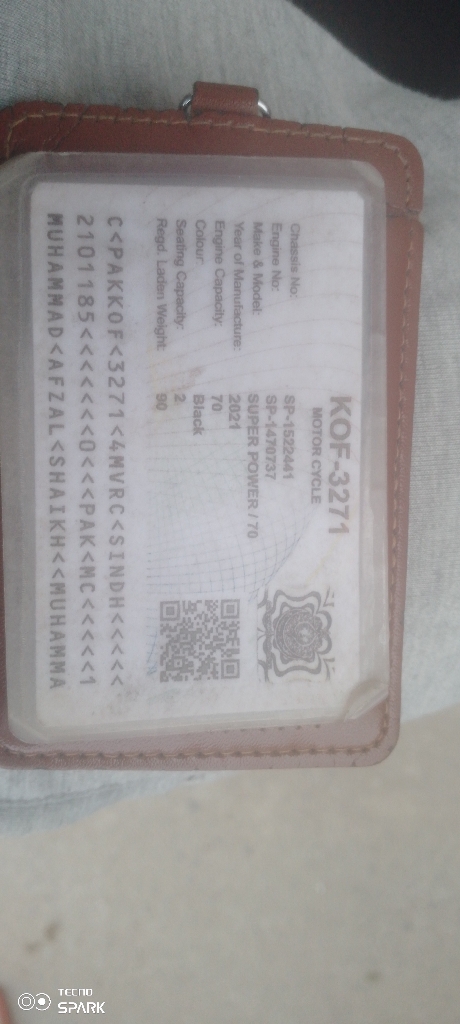 KOF-3271
MOTOR CYCLE
Chassis No: SP-1522441
Engine No: SP-1470737
Make & Model: SUPER POWER / 70
Year of Manufacture: 2021
Engine Capacity: 70
Colour: Black
Seating Capacity: 2
Regd. Laden Weight: 90
C<PAKKOF<3271<4MVRC<SINDH<<<<<
2101185<<<<<<<0<<<PAK<MC<<<<<1
MUHAMMAD<AFZAL<SHAIKH<<MUHAMMA
TECNO
SPARK